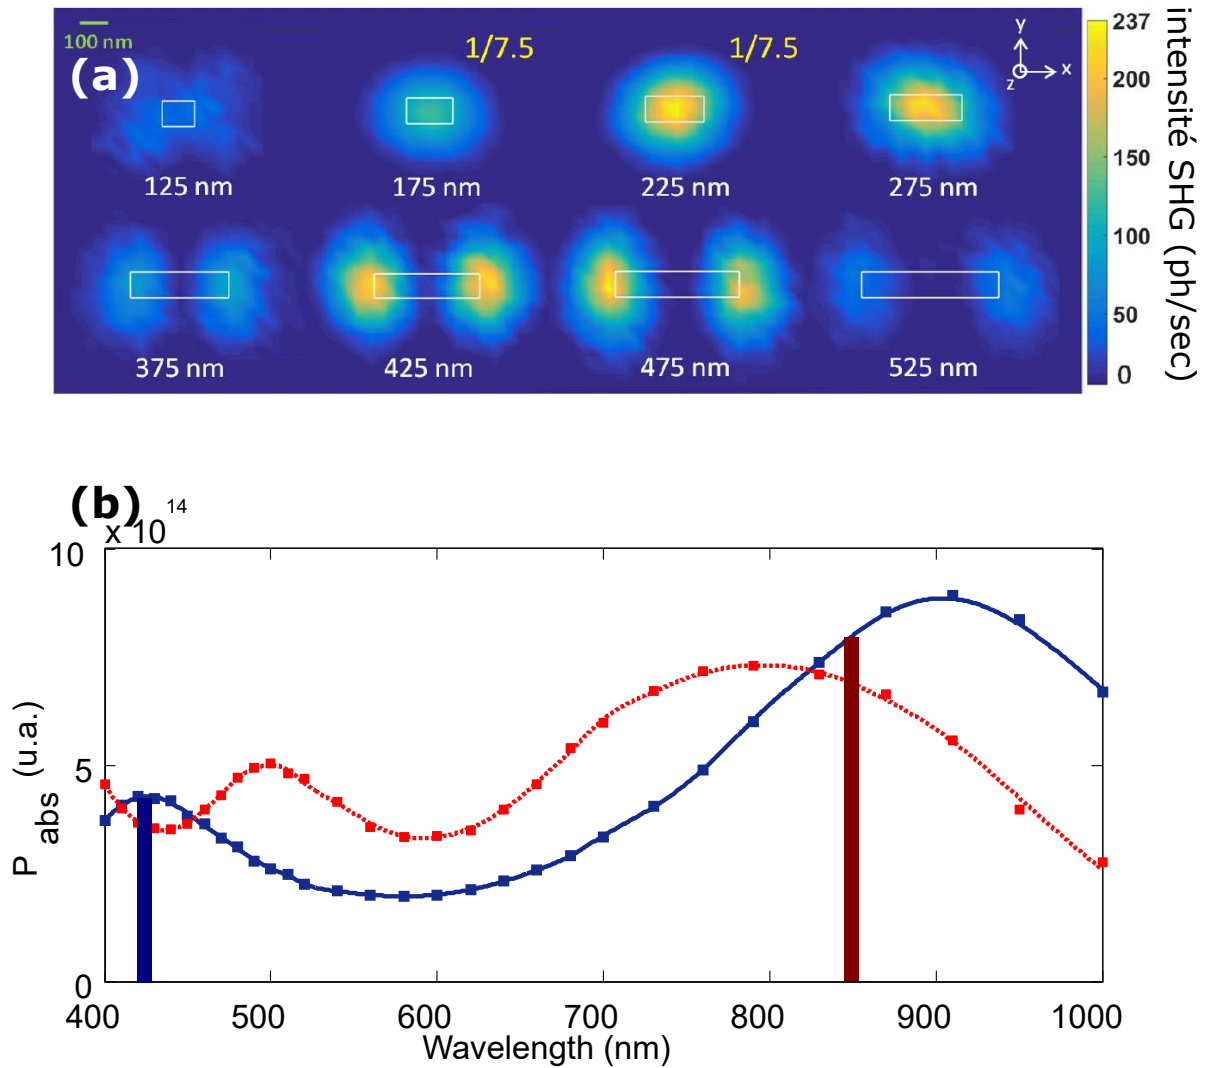 100 nm
(a)
1/7.5
1/7.5
y
x
z
125 nm
175 nm
225 nm
275 nm
375 nm
425 nm
475 nm
525 nm
237
200
150
100
50
0
intensité SHG (ph/sec)
(b)
x 10 14
10
5
0
P abs (u.a.)
400 500 600 700 800 900 1000
Wavelength (nm)